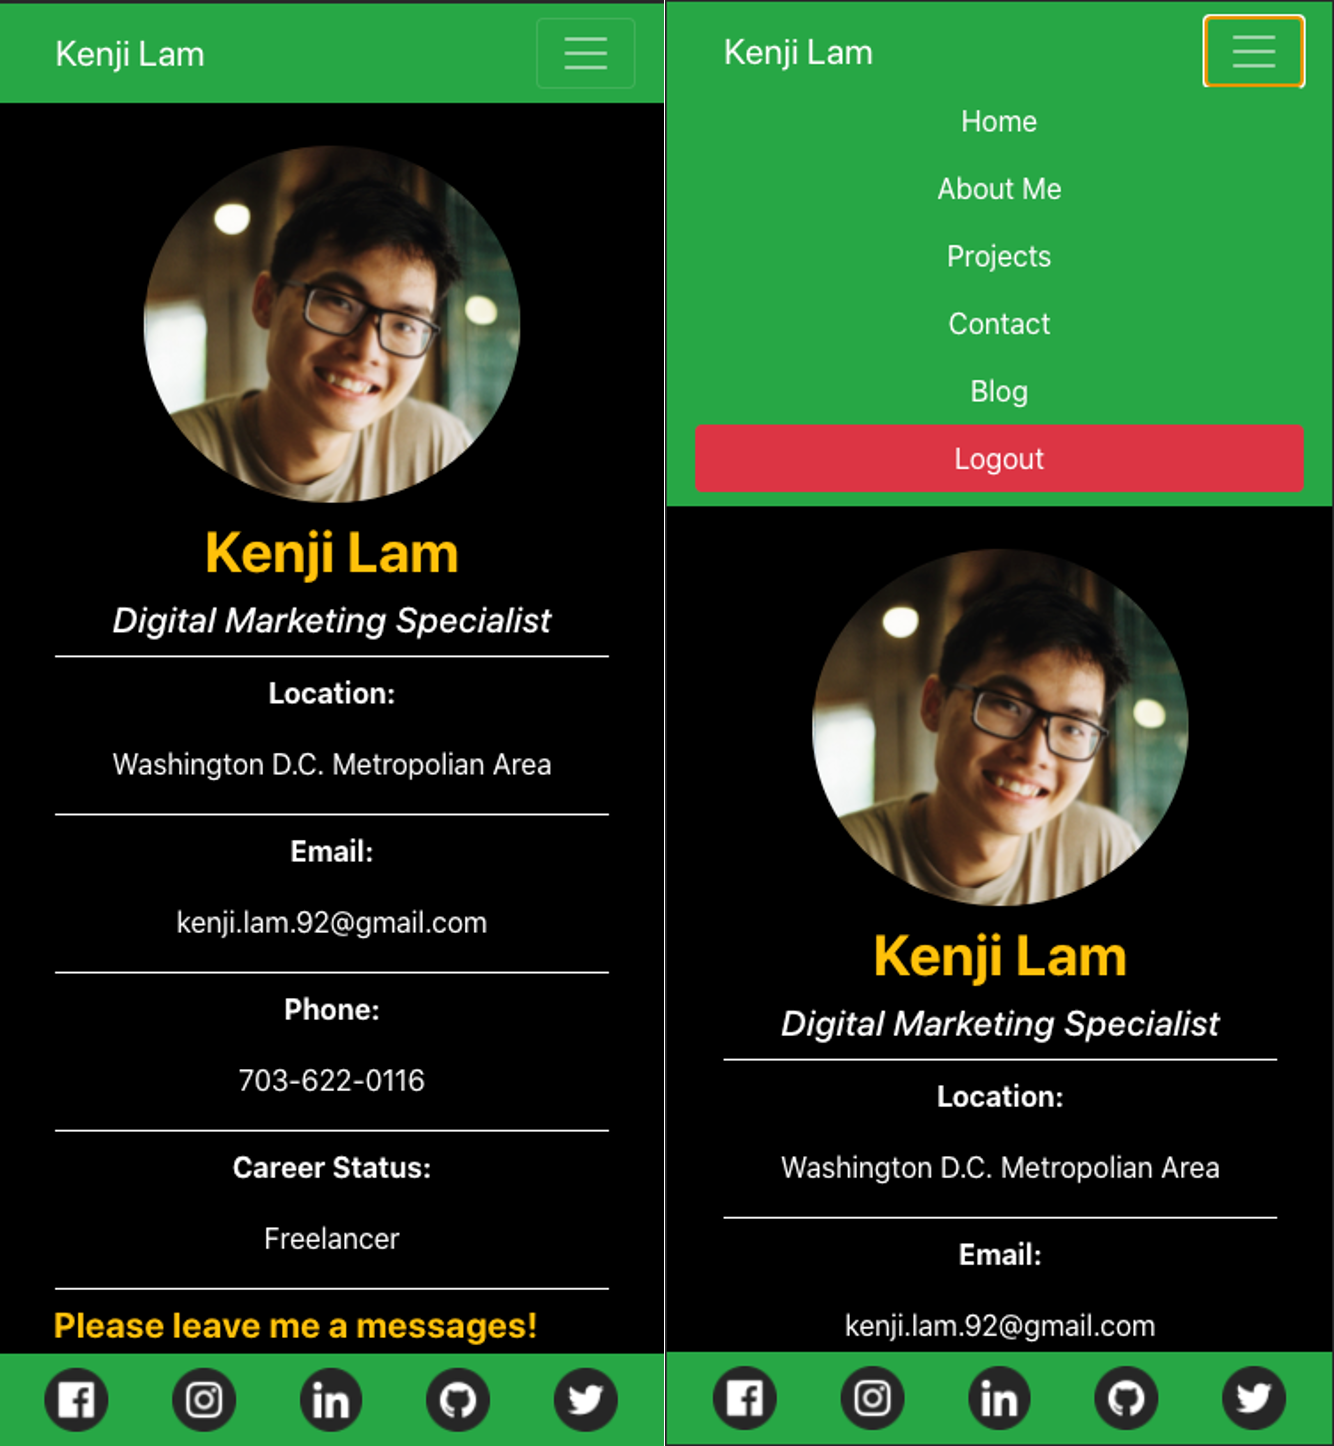 Kenji Lam
Kenji Lam
Digital Marketing Specialist
Location:
Washington D.C. Metropolian Area
Email:
kenji.lam.92@gmail.com
Phone:
703-622-0116
Career Status:
Freelancer
Please leave me a messages!
Kenji Lam
Home
About Me
Projects
Contact
Blog
Logout
Kenji Lam
Digital Marketing Specialist
Location:
Washington D.C. Metropolian Area
Email:
kenji.lam.92@gmail.com